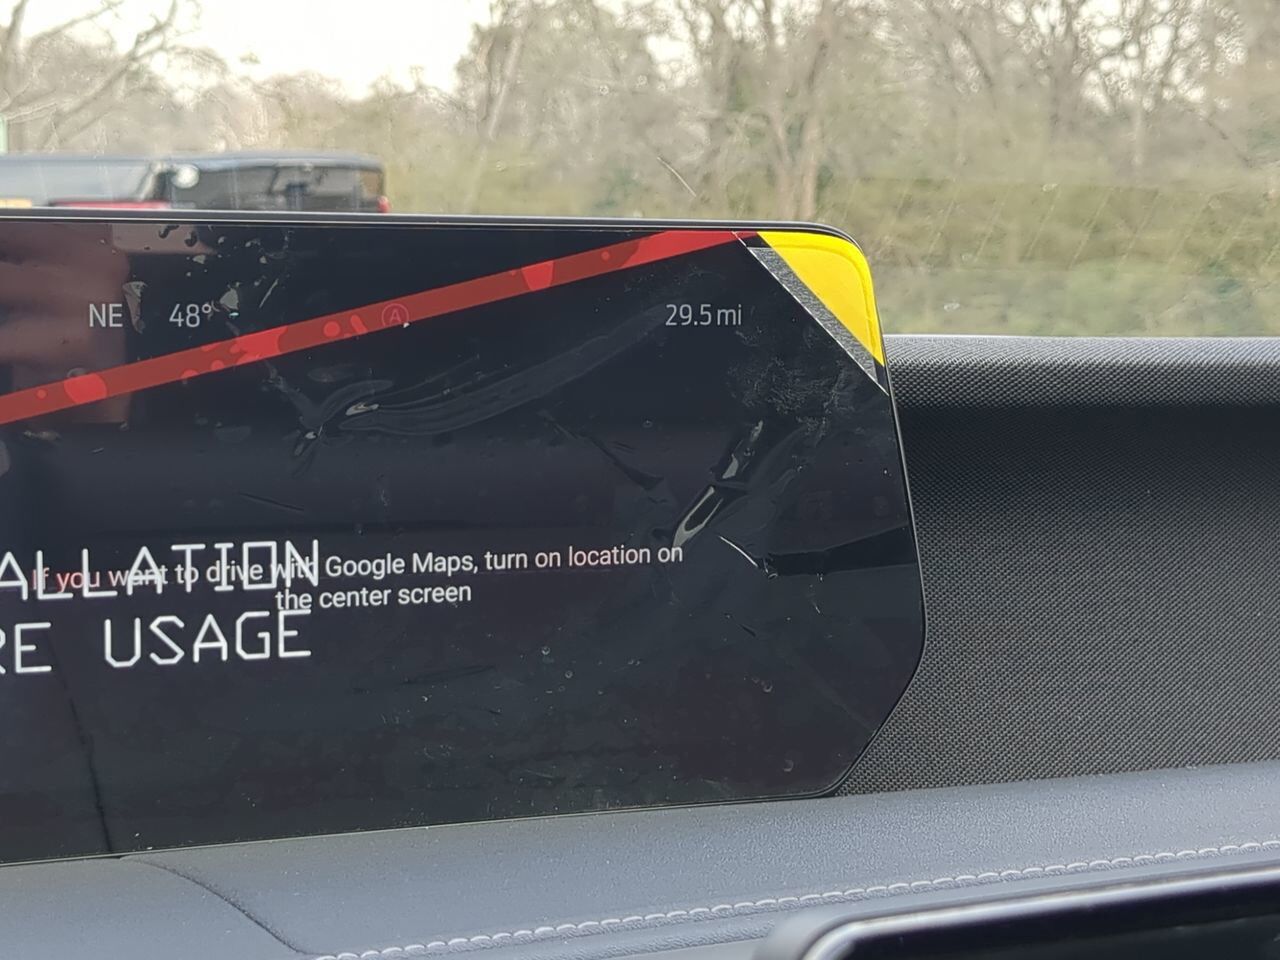 NE 48° A 29.5 mi
ALLATION
If you want to drive with Google Maps, turn on location on
the center screen
RE USAGE